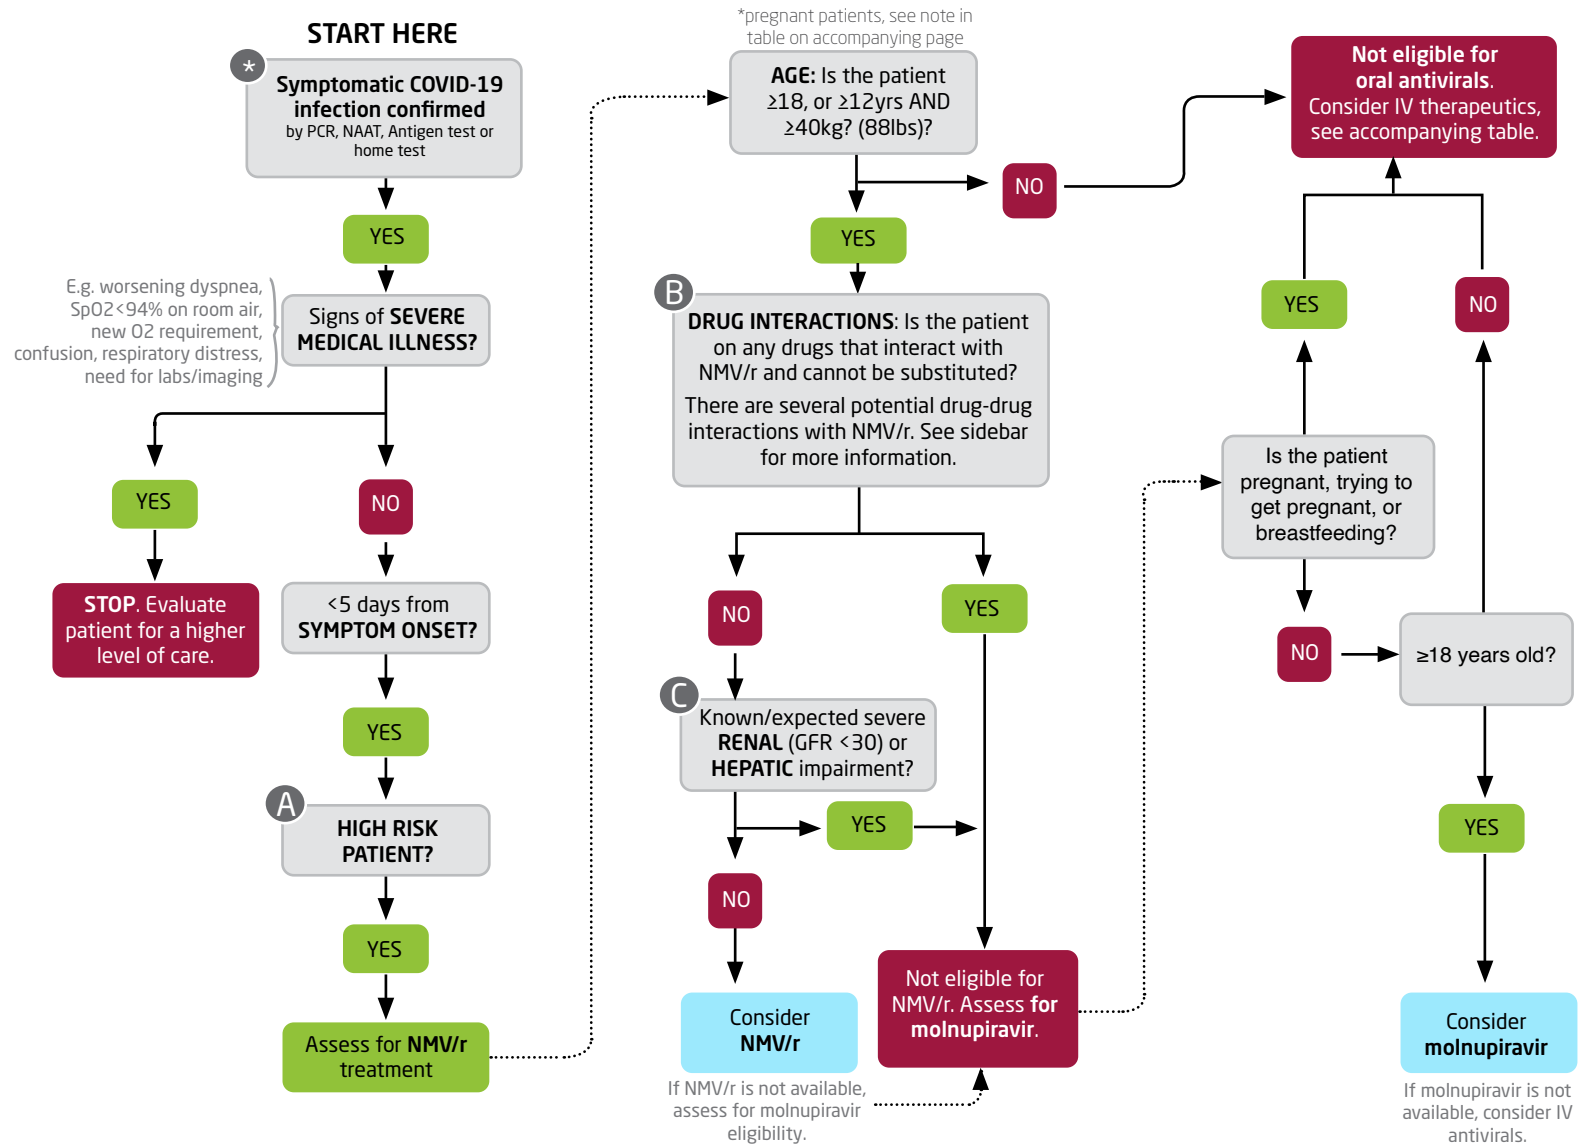 START HERE
*
Symptomatic COVID-19
infection confirmed
by PCR, NAAT, Antigen test or
home test
YES
E.g. worsening dyspnea,
SpO2<94% on room air,
new O2 requirement,
confusion, respiratory distress,
need for labs/imaging
Signs of SEVERE
MEDICAL ILLNESS?
YES
NO
STOP. Evaluate
patient for a higher
level of care.
<5 days from
SYMPTOM ONSET?
YES
A
HIGH RISK
PATIENT?
YES
Assess for NMV/r
treatment
*pregnant patients, see note in
table on accompanying page
AGE: Is the patient
≥18, or ≥12yrs AND
≥40kg? (88lbs)?
NO
YES
B
DRUG INTERACTIONS: Is the patient
on any drugs that interact with
NMV/r and cannot be substituted?
There are several potential drug-drug
interactions with NMV/r. See sidebar
for more information.
NO
YES
C
Known/expected severe
RENAL (GFR <30) or
HEPATIC impairment?
YES
NO
Consider
NMV/r
If NMV/r is not available,
assess for molnupiravir
eligibility.
Not eligible for
NMV/r. Assess for
molnupiravir.
Not eligible for
oral antivirals.
Consider IV therapeutics,
see accompanying table.
YES
NO
Is the patient
pregnant, trying to
get pregnant, or
breastfeeding?
NO
≥18 years old?
YES
Consider
molnupiravir
If molnupiravir is not
available, consider IV
antivirals.